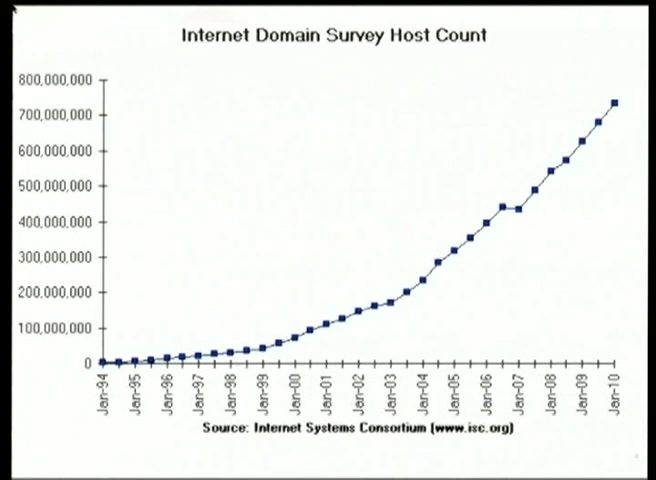 Internet Domain Survey Host Count
800,000,000
700,000,000
600,000,000
500,000,000
400,000,000
300,000,000
200,000,000
100,000,000
0
Jan-94
Jan-95
Jan-96
Jan-97
Jan-98
Jan-99
Jan-00
Jan-01
Jan-02
Jan-03
Jan-04
Jan-05
Jan-06
Jan-07
Jan-08
Jan-09
Jan-10
Source: Internet Systems Consortium (www.isc.org)